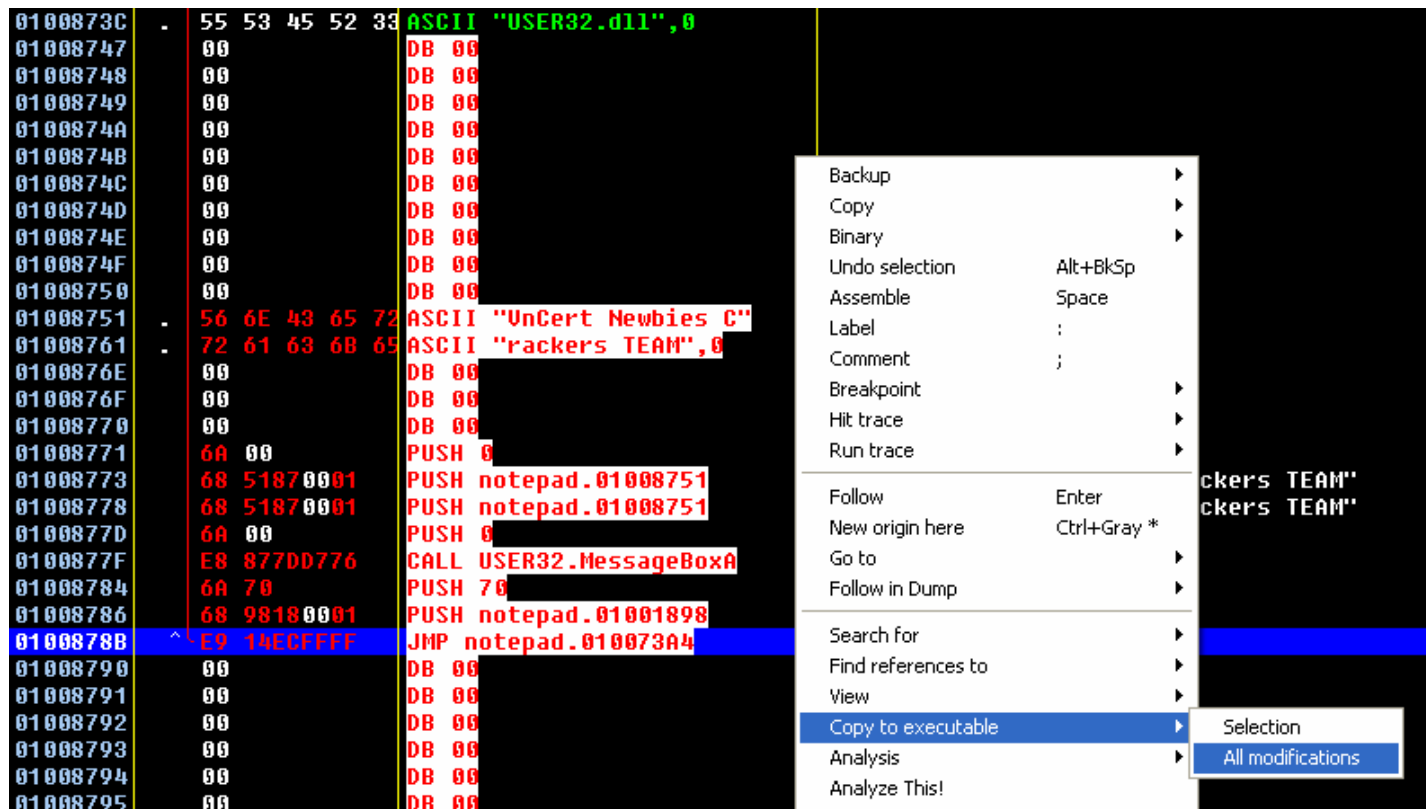 0100873C . 55 53 45 52 33 ASCII "USER32.dll",0
01008747 00 DB 00
01008748 00 DB 00
01008749 00 DB 00
0100874A 00 DB 00
0100874B 00 DB 00
0100874C 00 DB 00
0100874D 00 DB 00
0100874E 00 DB 00
0100874F 00 DB 00
01008750 00 DB 00
01008751 . 56 6E 43 65 72 ASCII "VnCert Newbies C"
01008761 . 72 61 63 6B 65 ASCII "rackers TEAM",0
0100876E 00 DB 00
0100876F 00 DB 00
01008770 00 DB 00
01008771 6A 00 PUSH 0
01008773 68 51870001 PUSH notepad.01008751 ckers TEAM"
01008778 68 51870001 PUSH notepad.01008751 ckers TEAM"
0100877D 6A 00 PUSH 0
0100877F E8 877DD776 CALL USER32.MessageBoxA
01008784 6A 70 PUSH 70
01008786 68 98180001 PUSH notepad.01001898
0100878B ^ E9 14ECFFFF JMP notepad.010073A4
01008790 00 DB 00
01008791 00 DB 00
01008792 00 DB 00
01008793 00 DB 00
01008794 00 DB 00
01008795 00 DB 00
Backup
Copy
Binary
Undo selection Alt+BkSp
Assemble Space
Label :
Comment ;
Breakpoint
Hit trace
Run trace
Follow Enter
New origin here Ctrl+Gray *
Go to
Follow in Dump
Search for
Find references to
View
Copy to executable
Analysis
Analyze This!
Selection
All modifications